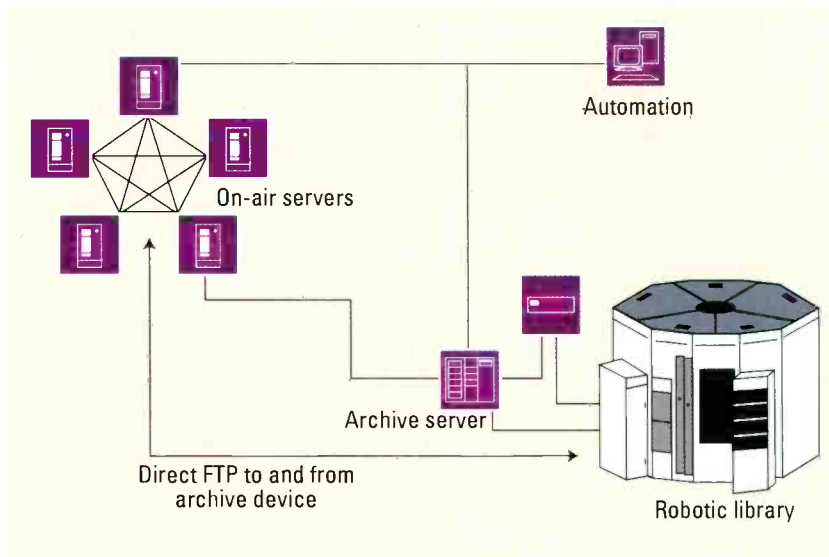 Automation
On-air servers
Archive server
Direct FTP to and from
archive device
Robotic library